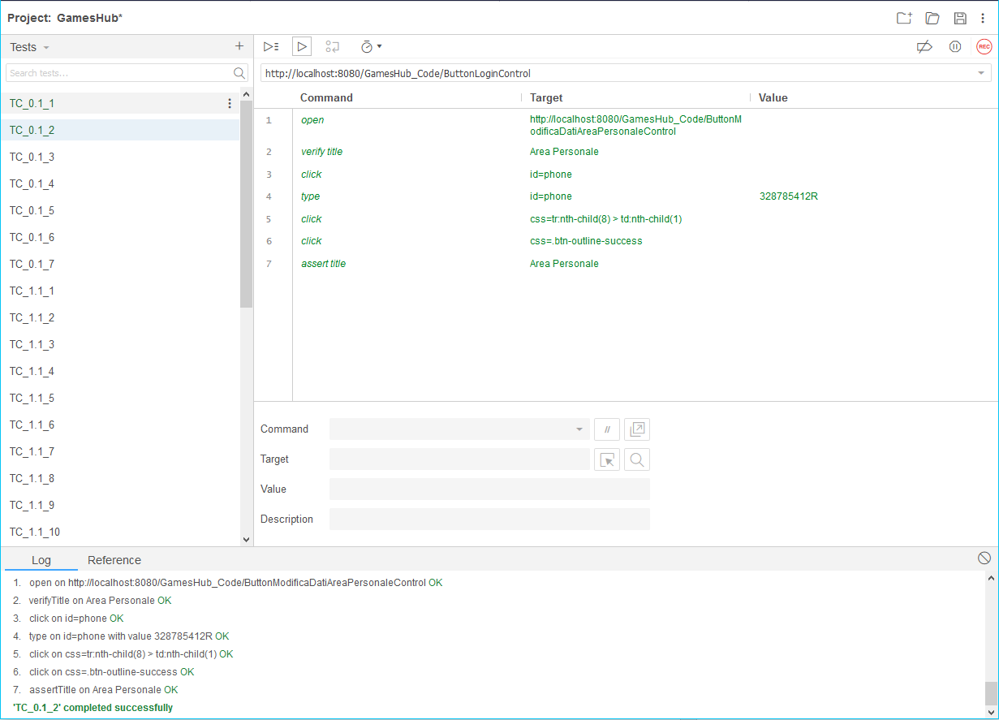 Project: GamesHub*
Tests
Search tests...
TC_0.1_1
TC_0.1_2
TC_0.1_3
TC_0.1_4
TC_0.1_5
TC_0.1_6
TC_0.1_7
TC_1.1_1
TC_1.1_2
TC_1.1_3
TC_1.1_4
TC_1.1_5
TC_1.1_6
TC_1.1_7
TC_1.1_8
TC_1.1_9
TC_1.1_10
REC
http://localhost:8080/GamesHub_Code/ButtonLoginControl
Command Target Value
1 open http://localhost:8080/GamesHub_Code/ButtonM
odificaDatiAreaPersonaleControl
2 verify title Area Personale
3 click id=phone
4 type id=phone 328785412R
5 click css=tr:nth-child(8) > td:nth-child(1)
6 click css=.btn-outline-success
7 assert title Area Personale
Command //
Target
Value
Description
Log Reference
1. open on http://localhost:8080/GamesHub_Code/ButtonModificaDatiAreaPersonaleControl OK
2. verifyTitle on Area Personale OK
3. click on id=phone OK
4. type on id=phone with value 328785412R OK
5. click on css=tr:nth-child(8) > td:nth-child(1) OK
6. click on css=.btn-outline-success OK
7. assertTitle on Area Personale OK
'TC_0.1_2' completed successfully